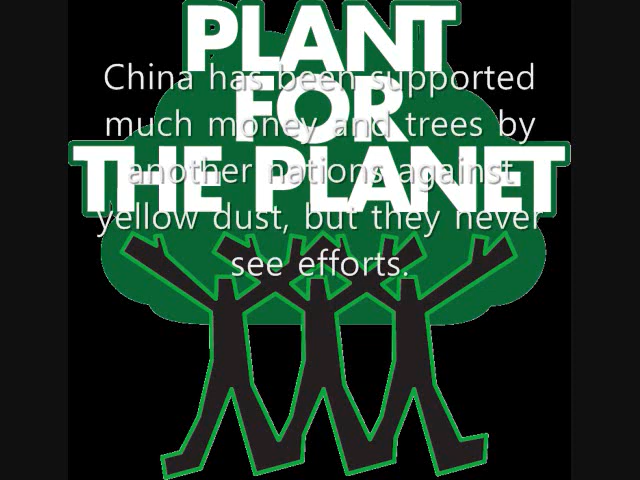 PLANT
China has been supported
FOR
much money and trees by
THE PLANET
another nations against
yellow dust, but they never
see efforts.